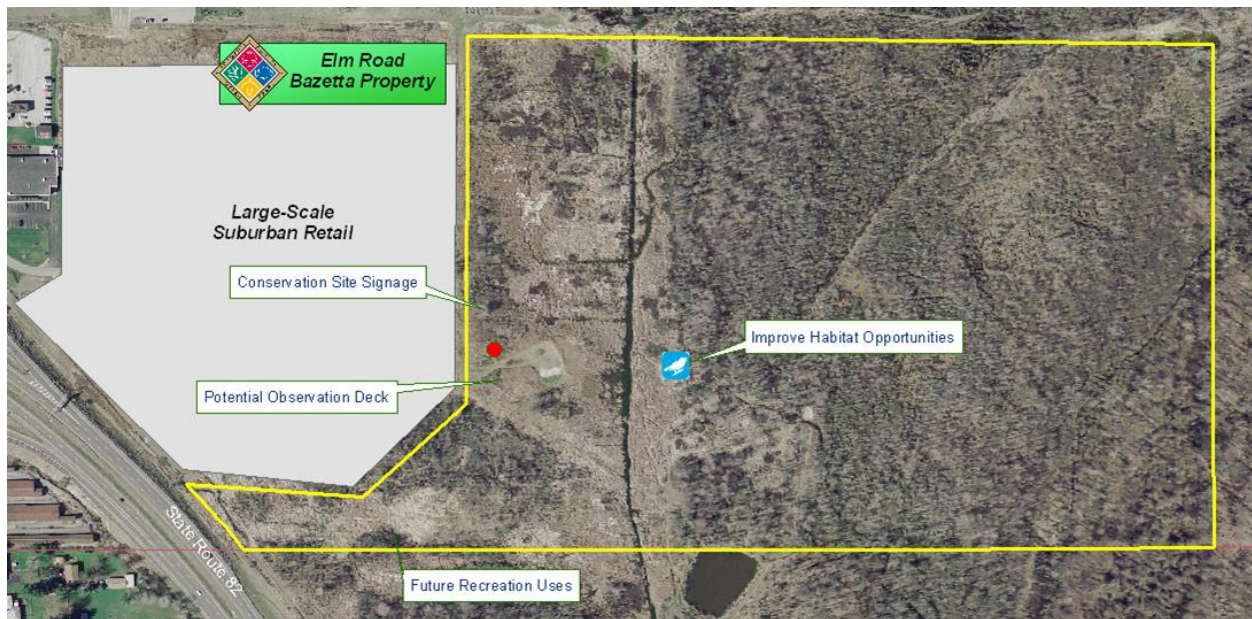 Elm Road
Bazetta Property
Large-Scale
Suburban Retail
Conservation Site Signage
Improve Habitat Opportunities
Potential Observation Deck
State Route 82
Future Recreation Uses